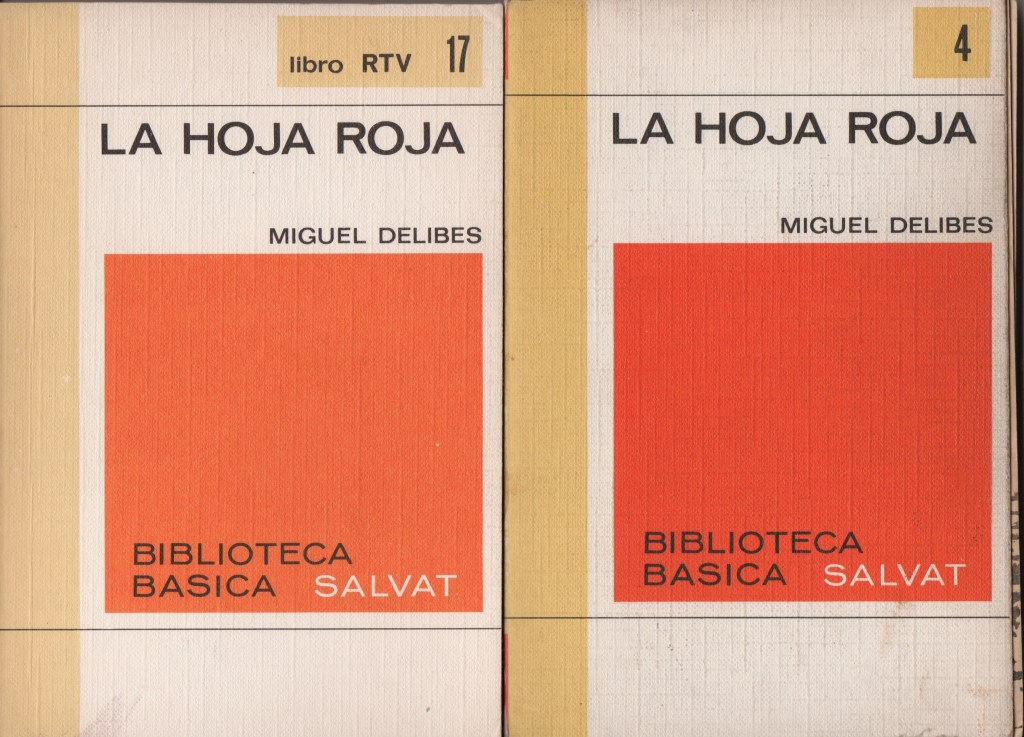 libro RTV 17
LA HOJA ROJA
MIGUEL DELIBES
BIBLIOTECA
BASICA SALVAT
4
LA HOJA ROJA
MIGUEL DELIBES
BIBLIOTECA
BASICA SALVAT